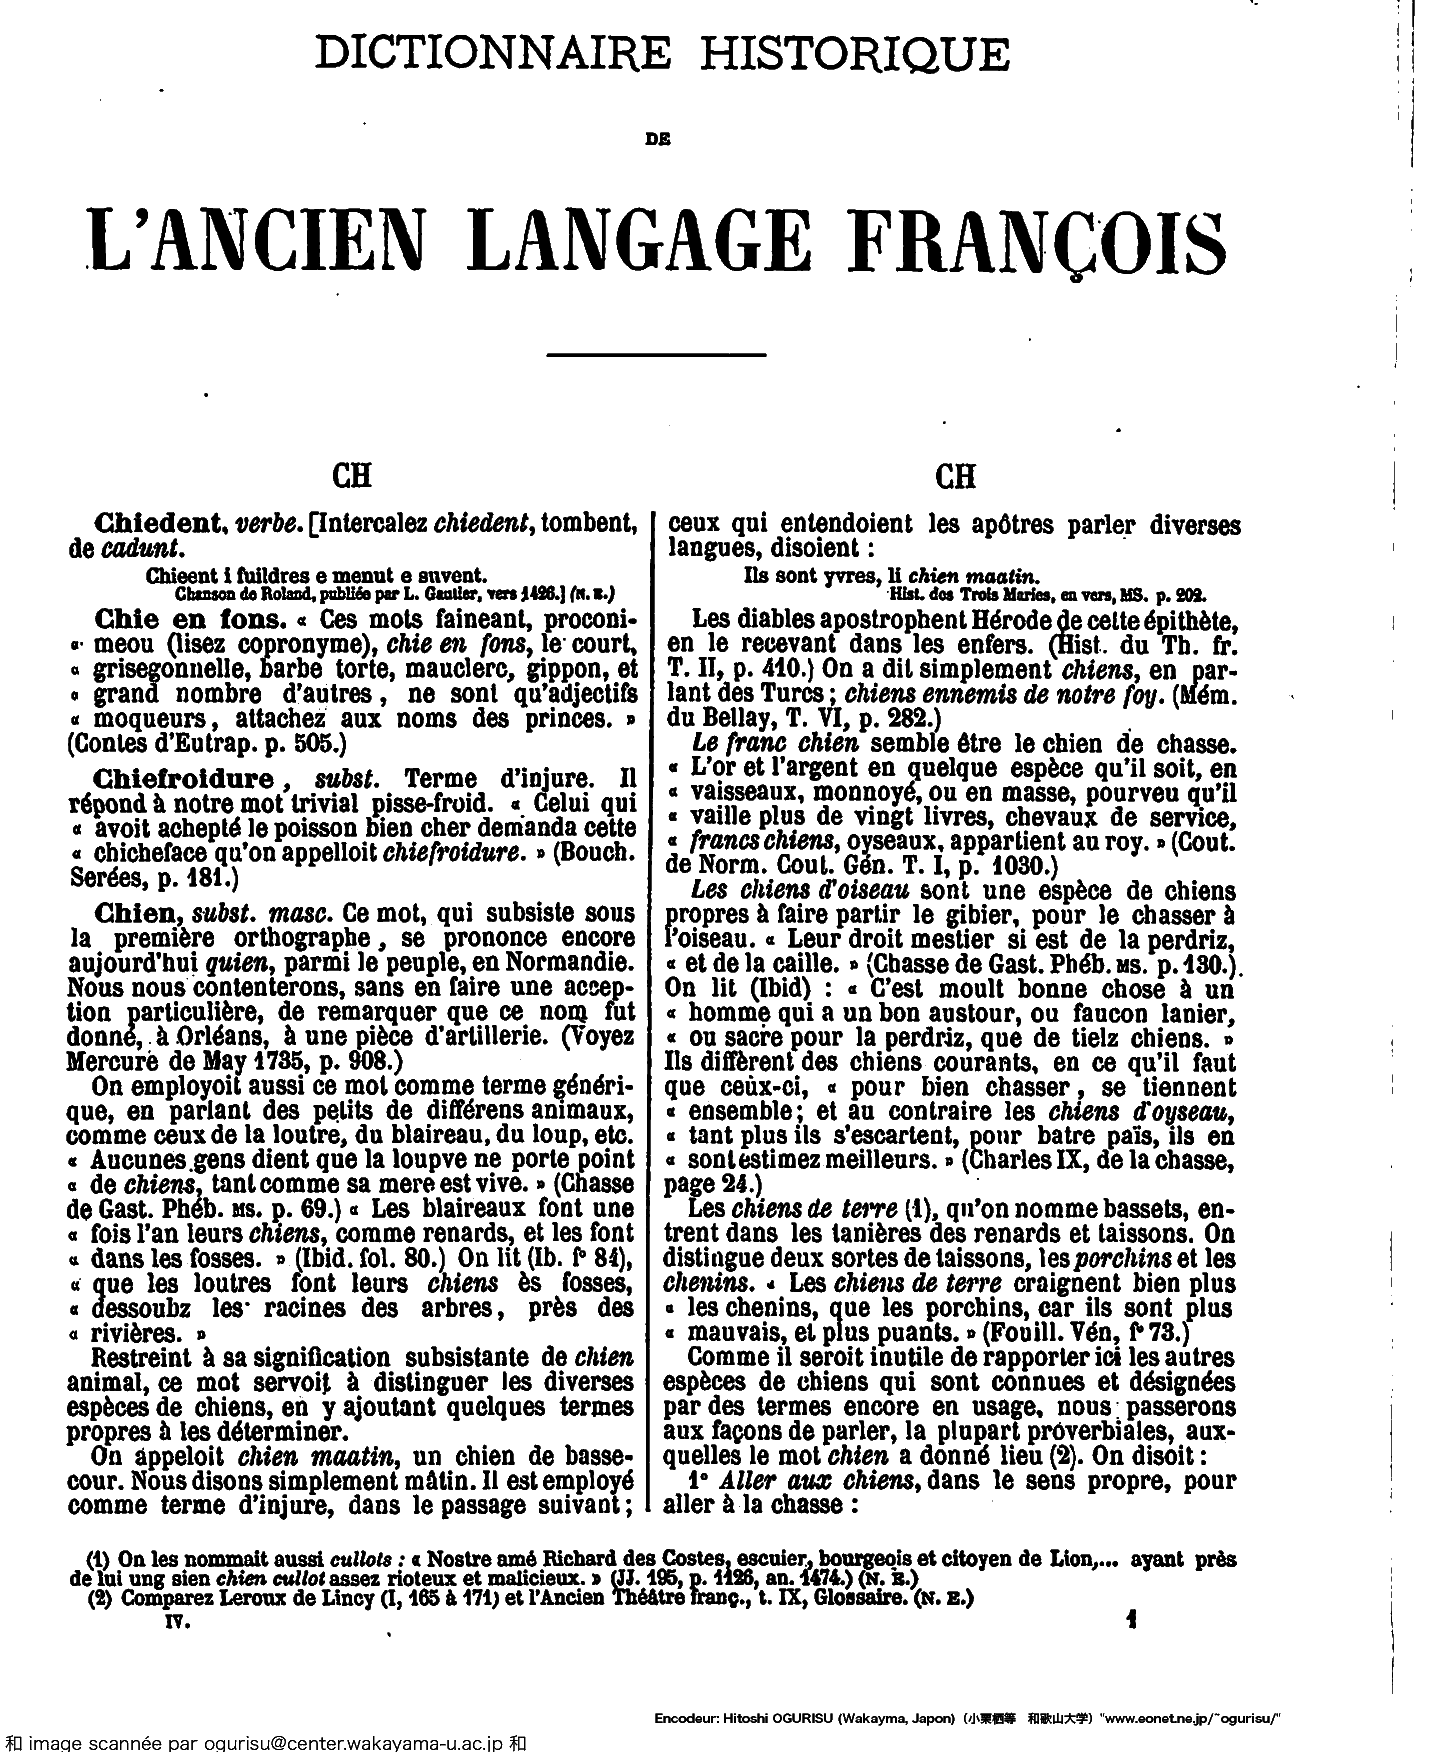 DICTIONNAIRE HISTORIQUE
DE
L'ANCIEN LANGAGE FRANÇOIS
CH
Chiedent, verbe. [Intercalez chiedent, tombent,
de cadunt.
Chieent i fuildres e menut e suvent.
Chanson de Roland, publiée par L. Gautier, vers 1426.] (N. E.)
Chie en fons. « Ces mots faineant, proconi-
« meou (lisez copronyme), chie en fons, le court,
« grisegonnelle, barbe torte, mauclerc, gippon, et
« grand nombre d'autres, ne sont qu'adjectifs
« moqueurs, attachez aux noms des princes. »
(Contes d'Eutrap. p. 505.)
Chiefroidure, subst. Terme d'injure. Il
répond à notre mot trivial pisse-froid. « Celui qui
« avoit achepté le poisson bien cher demanda cette
« chicheface qu'on appelloit chiefroidure. » (Bouch.
Serées, p. 181.)
Chien, subst. masc. Ce mot, qui subsiste sous
la première orthographe, se prononce encore
aujourd'hui quien, parmi le peuple, en Normandie.
Nous nous contenterons, sans en faire une accep-
tion particulière, de remarquer que ce nom fut
donné, à Orléans, à une pièce d'artillerie. (Voyez
Mercure de May 1735, p. 908.)
On employoit aussi ce mot comme terme généri-
que, en parlant des petits de différens animaux,
comme ceux de la loutre, du blaireau, du loup, etc.
« Aucunes gens dient que la loupve ne porte point
« de chiens, tant comme sa mere est vive. » (Chasse
de Gast. Phéb. MS. p. 69.) « Les blaireaux font une
« fois l'an leurs chiens, comme renards, et les font
« dans les fosses. » (Ibid. fol. 80.) On lit (Ib. f° 84),
« que les loutres font leurs chiens ès fosses,
« dessoubz les racines des arbres, près des
« rivières. »
Restreint à sa signification subsistante de chien
animal, ce mot servoit à distinguer les diverses
espèces de chiens, en y ajoutant quelques termes
propres à les déterminer.
On appeloit chien maatin, un chien de basse-
cour. Nous disons simplement mâtin. Il est employé
comme terme d'injure, dans le passage suivant;
CH
ceux qui entendoient les apôtres parler diverses
langues, disoient :
Ils sont yvres, li chien maatin.
Hist. des Trois Maries, en vers, MS. p. 202.
Les diables apostrophent Hérode de cette épithète,
en le recevant dans les enfers. (Hist. du Th. fr.
T. II, p. 410.) On a dit simplement chiens, en par-
lant des Turcs; chiens ennemis de notre foy. (Mém.
du Bellay, T. VI, p. 282.)
Le franc chien semble être le chien de chasse.
« L'or et l'argent en quelque espèce qu'il soit, en
« vaisseaux, monnoyé, ou en masse, pourveu qu'il
« vaille plus de vingt livres, chevaux de service,
« francs chiens, oyseaux, appartient au roy. » (Cout.
de Norm. Cout. Gén. T. I, p. 1030.)
Les chiens d'oiseau sont une espèce de chiens
propres à faire partir le gibier, pour le chasser à
l'oiseau. « Leur droit mestier si est de la perdriz,
« et de la caille. » (Chasse de Gast. Phéb. MS. p. 130.)
On lit (Ibid) : « C'est moult bonne chose à un
« homme qui a un bon austour, ou faucon lanier,
« ou sacre pour la perdriz, que de tielz chiens. »
Ils diffèrent des chiens courants, en ce qu'il faut
que ceux-ci, « pour bien chasser, se tiennent
« ensemble; et au contraire les chiens d'oyseau,
« tant plus ils s'escartent, pour batre païs, ils en
« sont estimez meilleurs. » (Charles IX, de la chasse,
page 24.)
Les chiens de terre (1), qu'on nomme bassets, en-
trent dans les tanières des renards et taissons. On
distingue deux sortes de taissons, les porchins et les
chenins. « Les chiens de terre craignent bien plus
« les chenins, que les porchins, car ils sont plus
« mauvais, et plus puants. » (Fouill. Vén, f° 73.)
Comme il seroit inutile de rapporter ici les autres
espèces de chiens qui sont connues et désignées
par des termes encore en usage, nous passerons
aux façons de parler, la plupart proverbiales, aux-
quelles le mot chien a donné lieu (2). On disoit :
1° Aller aux chiens, dans le sens propre, pour
aller à la chasse :
(1) On les nommait aussi cullots : « Nostre amé Richard des Costes, escuier, bourgeois et citoyen de Lion,... ayant près
de lui ung sien chien cullot assez rioteux et malicieux. » (JJ. 195, p. 1126, an. 1474.) (N. E.)
(2) Comparez Leroux de Lincy (I, 165 à 171) et l'Ancien Théâtre franç., t. IX, Glossaire. (N. E.)
IV.
1
Encodeur: Hitoshi OGURISU (Wakayma, Japon) (小栗栖等 和歌山大学) "www.eonet.ne.jp/~ogurisu/"
和 image scannée par ogurisu@center.wakayama-u.ac.jp 和